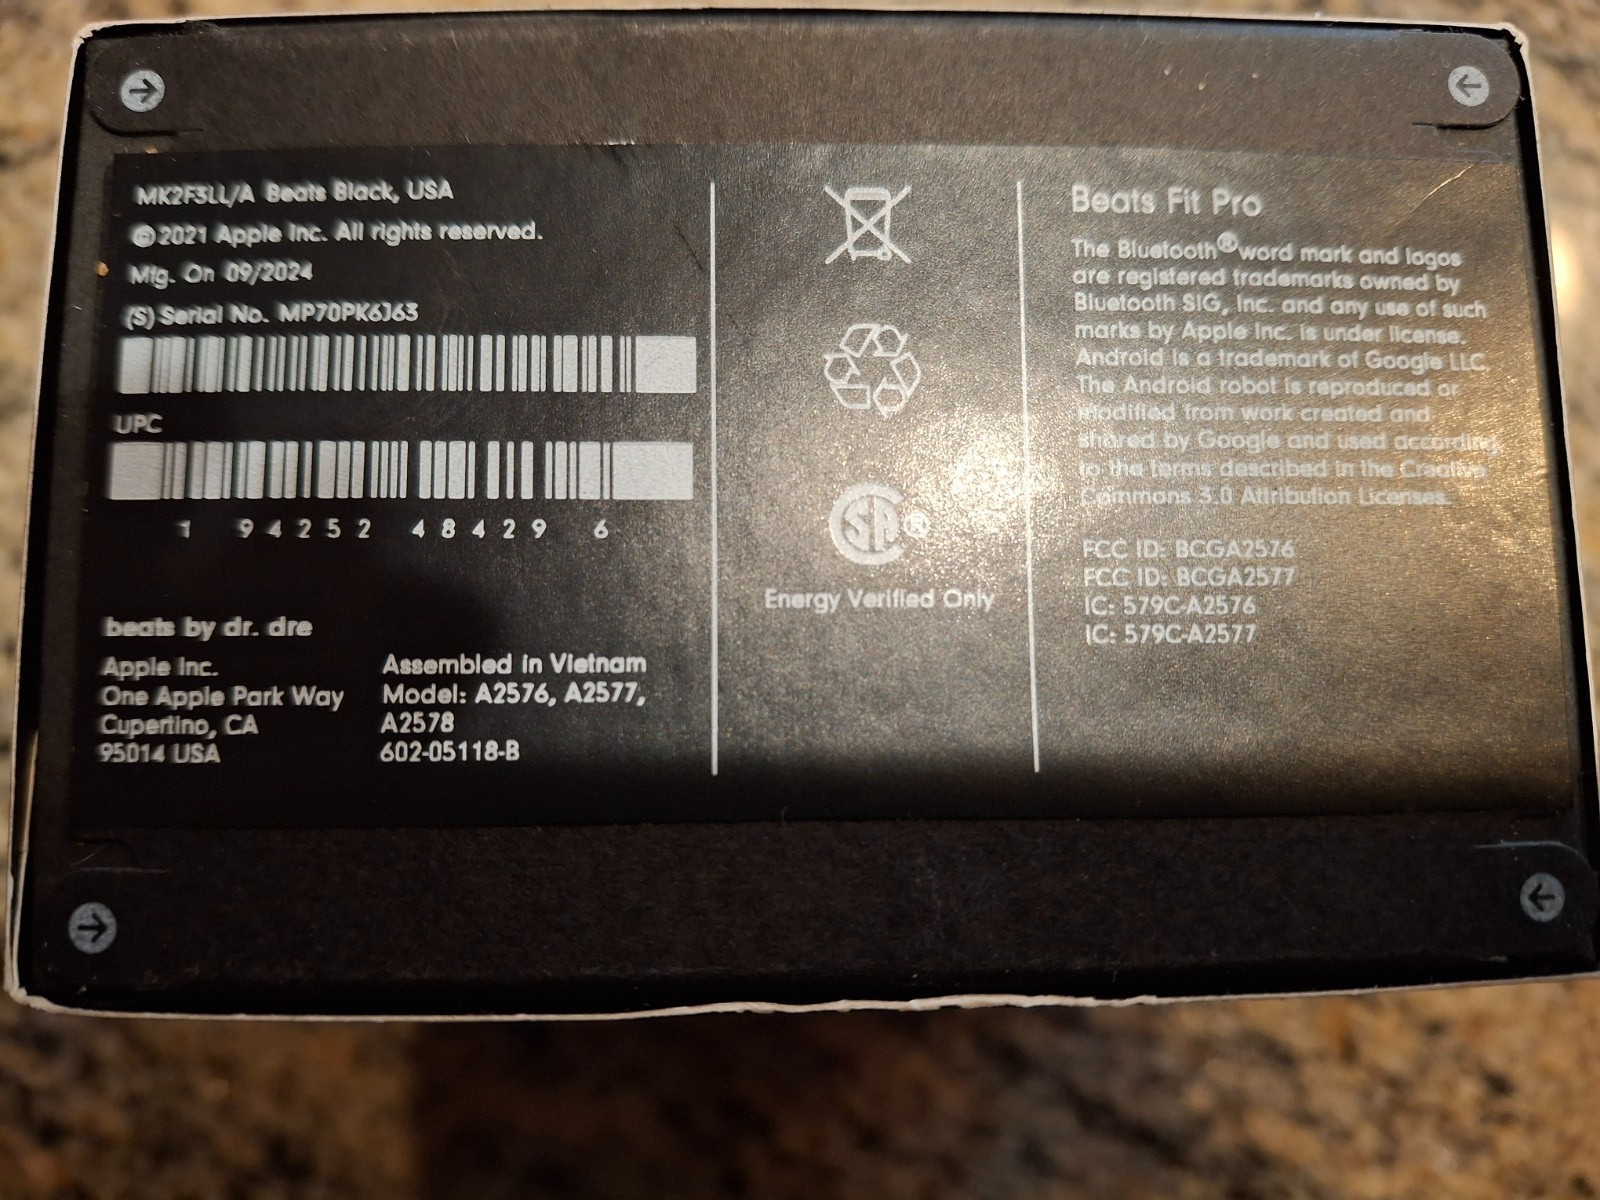 MK2F3LL/A Beats Black, USA
©2021 Apple Inc. All rights reserved.
Mfg. On 09/2024
(S) Serial No. MP70PK6J63
UPC
1 94252 48429 6
beats by dr. dre
Apple Inc.
One Apple Park Way
Cupertino, CA
95014 USA
Assembled in Vietnam
Model: A2576, A2577,
A2578
602-05118-B
CSA®
Energy Verified Only
Beats Fit Pro
The Bluetooth® word mark and logos
are registered trademarks owned by
Bluetooth SIG, Inc. and any use of such
marks by Apple Inc. is under license.
Android is a trademark of Google LLC,
The Android robot is reproduced or
modified from work created and
shared by Google and used according
to the terms described in the Creative
Commons 3.0 Attribution Licenses.
FCC ID: BCGA2576
FCC ID: BCGA2577
IC: 579C-A2576
IC: 579C-A2577